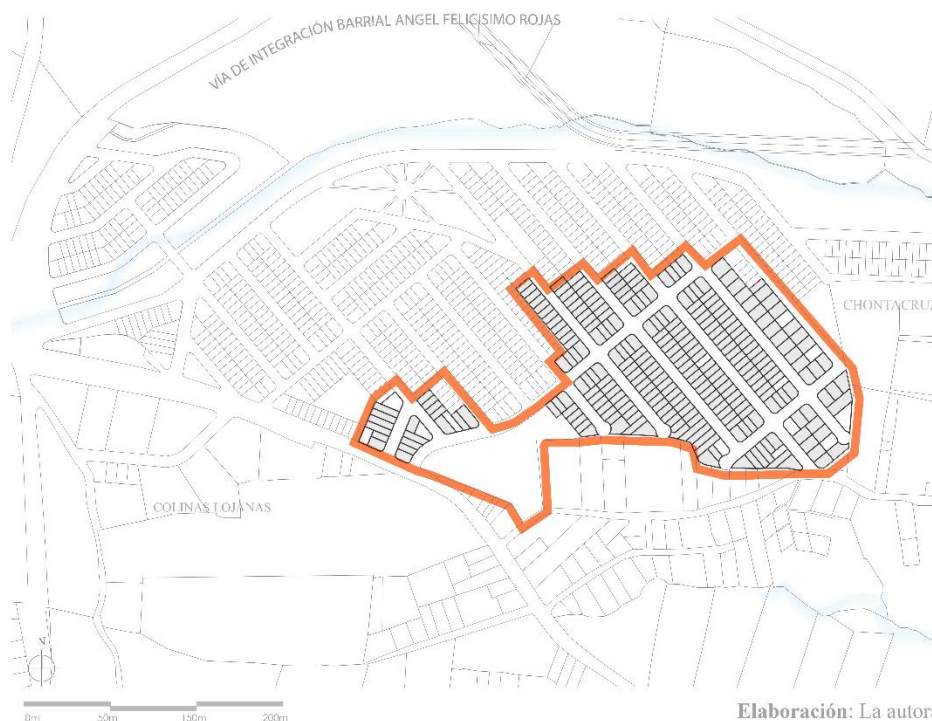 VÍA DE INTEGRACIÓN BARRIAL ANGEL FELICISIMO ROJAS
CHONTACRUZ
COLINAS LOJANAS
N
0m 50m 150m 200m
Elaboración: La autora